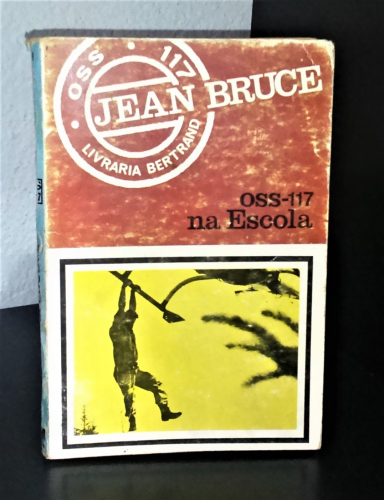 OSS · 117
JEAN BRUCE
LIVRARIA BERTRAND
OSS-117
na Escola